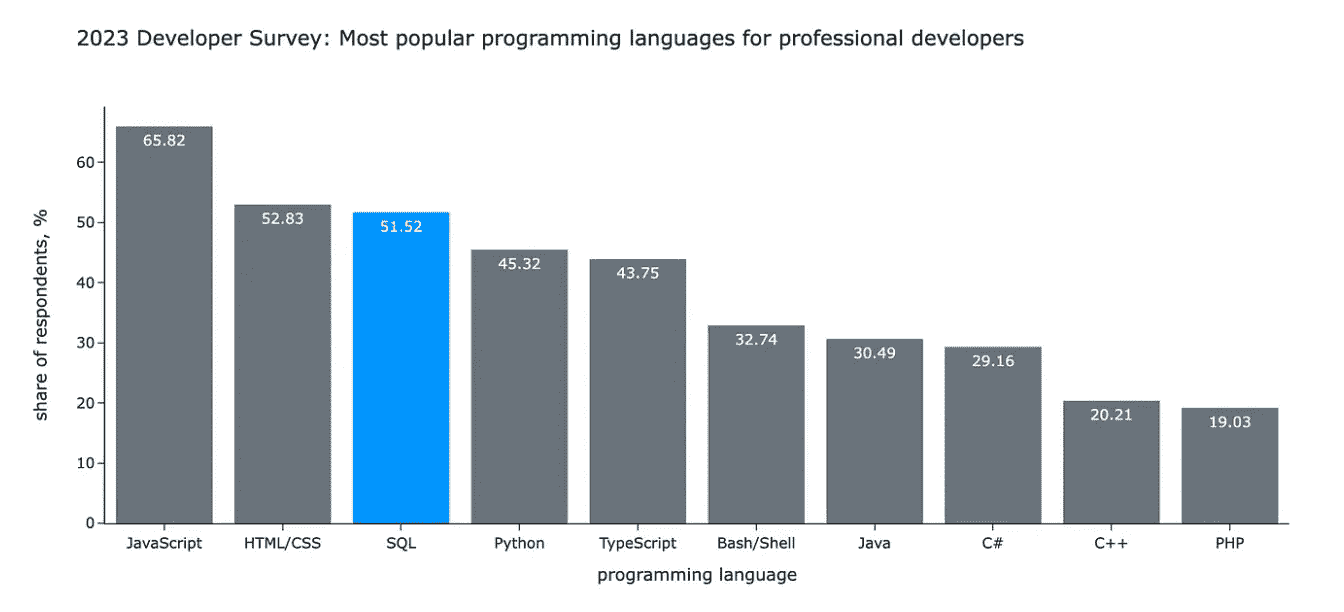 2023 Developer Survey: Most popular programming languages for professional developers
share of respondents, %
60
50
40
30
20
10
0
65.82
52.83
51.52
45.32
43.75
32.74
30.49
29.16
20.21
19.03
JavaScript
HTML/CSS
SQL
Python
TypeScript
Bash/Shell
Java
C#
C++
PHP
programming language